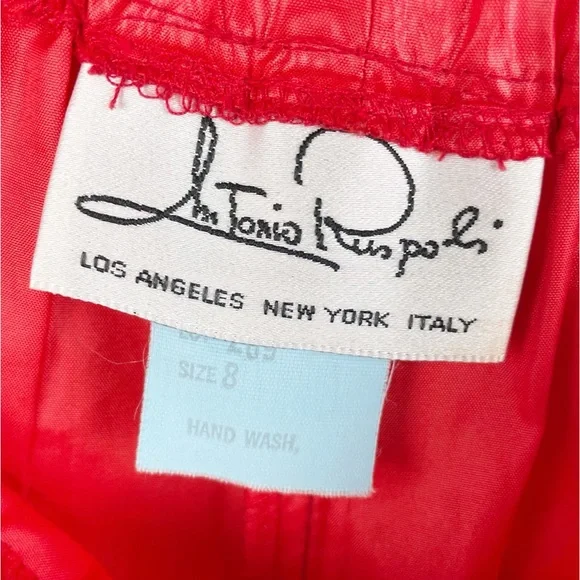 Antonio Ruspoli
LOS ANGELES NEW YORK ITALY
SIZE 8
HAND WASH,